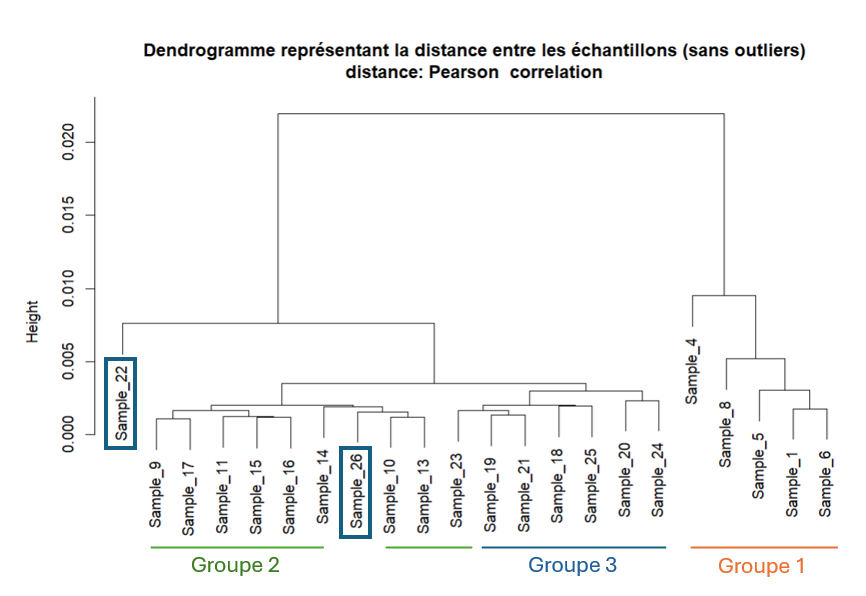 Dendrogramme représentant la distance entre les échantillons (sans outliers)
distance: Pearson correlation
Height
0.020
0.015
0.010
0.005
0.000
Sample_22
Sample_9
Sample_17
Sample_11
Sample_15
Sample_16
Sample_14
Sample_26
Sample_10
Sample_13
Sample_23
Sample_19
Sample_21
Sample_18
Sample_25
Sample_20
Sample_24
Sample_4
Sample_8
Sample_5
Sample_1
Sample_6
Groupe 2
Groupe 3
Groupe 1